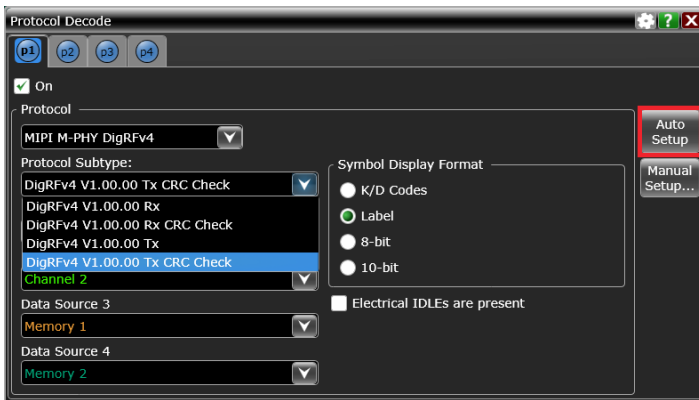 Protocol Decode
?
X
p1
p2
p3
p4
On
Protocol
MIPI M-PHY DigRFv4
Protocol Subtype:
DigRFv4 V1.00.00 Tx CRC Check
DigRFv4 V1.00.00 Rx
DigRFv4 V1.00.00 Rx CRC Check
DigRFv4 V1.00.00 Tx
DigRFv4 V1.00.00 Tx CRC Check
Channel 2
Data Source 3
Memory 1
Data Source 4
Memory 2
Symbol Display Format
K/D Codes
Label
8-bit
10-bit
Electrical IDLEs are present
Auto
Setup
Manual
Setup...